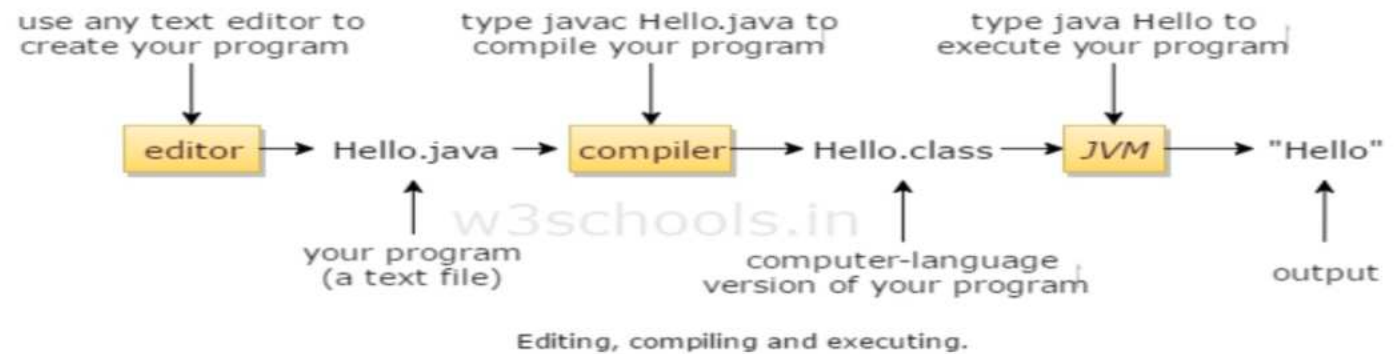 use any text editor to
create your program
type javac Hello.java to
compile your program
type java Hello to
execute your program
editor
Hello.java
compiler
Hello.class
JVM
"Hello"
w3schools.in
your program
(a text file)
computer-language
version of your program
output
Editing, compiling and executing.